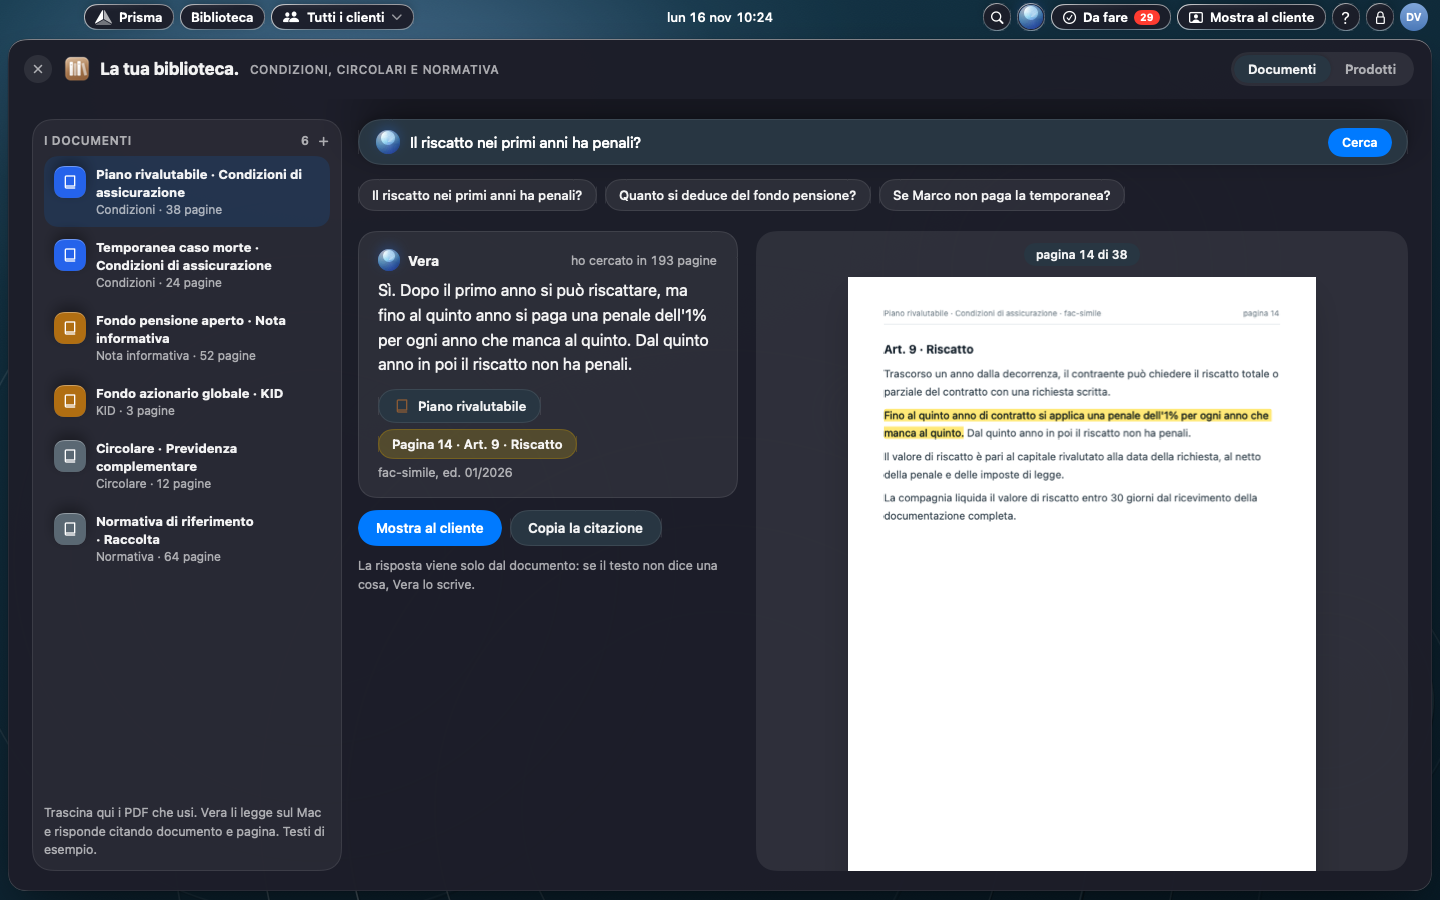 Prisma
Biblioteca
Tutti i clienti
lun 16 nov 10:24
Da fare 29
Mostra al cliente
?
DV
La tua biblioteca. CONDIZIONI, CIRCOLARI E NORMATIVA
Documenti
Prodotti
I DOCUMENTI 6 +
Piano rivalutabile · Condizioni di
assicurazione
Condizioni · 38 pagine
Temporanea caso morte ·
Condizioni di assicurazione
Condizioni · 24 pagine
Fondo pensione aperto · Nota
informativa
Nota informativa · 52 pagine
Fondo azionario globale · KID
KID · 3 pagine
Circolare · Previdenza
complementare
Circolare · 12 pagine
Normativa di riferimento
· Raccolta
Normativa · 64 pagine
Trascina qui i PDF che usi. Vera li legge sul Mac
e risponde citando documento e pagina. Testi di
esempio.
Il riscatto nei primi anni ha penali?
Cerca
Il riscatto nei primi anni ha penali?
Quanto si deduce del fondo pensione?
Se Marco non paga la temporanea?
Vera
ho cercato in 193 pagine
Sì. Dopo il primo anno si può riscattare, ma
fino al quinto anno si paga una penale dell'1%
per ogni anno che manca al quinto. Dal quinto
anno in poi il riscatto non ha penali.
Piano rivalutabile
Pagina 14 · Art. 9 · Riscatto
fac-simile, ed. 01/2026
Mostra al cliente
Copia la citazione
La risposta viene solo dal documento: se il testo non dice una
cosa, Vera lo scrive.
pagina 14 di 38
Piano rivalutabile · Condizioni di assicurazione · fac-simile
pagina 14
Art. 9 · Riscatto
Trascorso un anno dalla decorrenza, il contraente può chiedere il riscatto totale o
parziale del contratto con una richiesta scritta.
Fino al quinto anno di contratto si applica una penale dell'1% per ogni anno che
manca al quinto. Dal quinto anno in poi il riscatto non ha penali.
Il valore di riscatto è pari al capitale rivalutato alla data della richiesta, al netto
della penale e delle imposte di legge.
La compagnia liquida il valore di riscatto entro 30 giorni dal ricevimento della
documentazione completa.